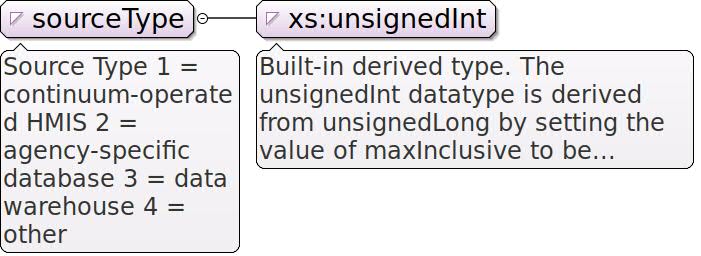 sourceType
xs:unsignedInt
Source Type 1 =
continuum-operate
d HMIS 2 =
agency-specific
database 3 = data
warehouse 4 =
other
Built-in derived type. The
unsignedInt datatype is derived
from unsignedLong by setting the
value of maxInclusive to be...